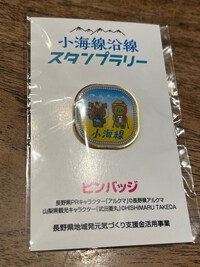 小海線沿線
スタンプラリー
小海線
ピンバッジ
長野県PRキャラクター「アルクマ」©長野県アルクマ
山梨県観光キャラクター「武田菱丸」©HISHIMARU TAKEDA
長野県地域発元気づくり支援金活用事業